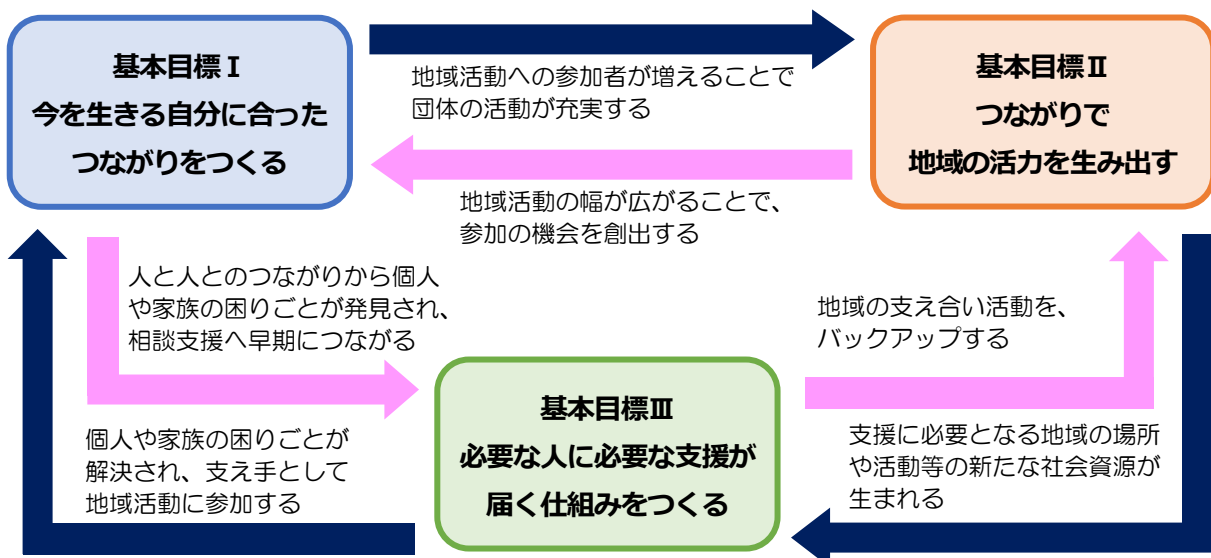 基本目標Ⅰ
今を生きる自分に合った
つながりをつくる
地域活動への参加者が増えることで
団体の活動が充実する
基本目標Ⅱ
つながりで
地域の活力を生み出す
地域活動の幅が広がることで、
参加の機会を創出する
人と人とのつながりから個人
や家族の困りごとが発見され、
相談支援へ早期につながる
地域の支え合い活動を、
バックアップする
基本目標Ⅲ
必要な人に必要な支援が
届く仕組みをつくる
個人や家族の困りごとが
解決され、支え手として
地域活動に参加する
支援に必要となる地域の場所
や活動等の新たな社会資源が
生まれる